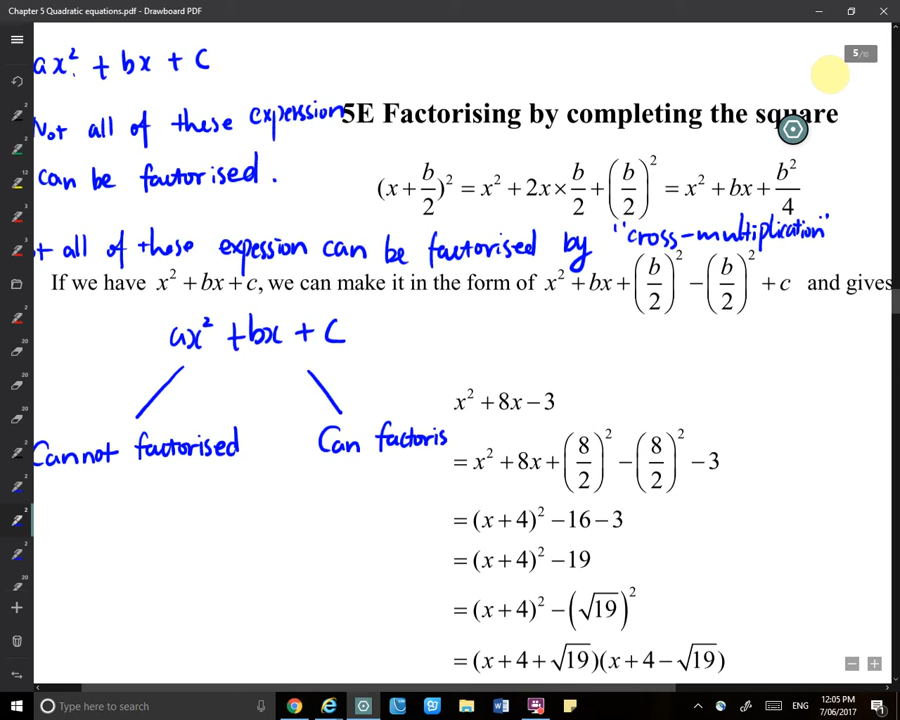 Chapter 5 Quadratic equations.pdf - Drawboard PDF
5
ax² + bx + c
Not all of these experssion
can be factorised.
5E Factorising by completing the square
(x + b/2)² = x² + 2x × b/2 + (b/2)² = x² + bx + b²/4
t all of these expession can be factorised by "cross-multiplication"
If we have x² + bx + c, we can make it in the form of x² + bx + (b/2)² − (b/2)² + c and gives
ax² + bx + c
Cannot factorised
Can factoris
x² + 8x − 3
= x² + 8x + (8/2)² − (8/2)² − 3
= (x + 4)² − 16 − 3
= (x + 4)² − 19
= (x + 4)² − (√19)²
= (x + 4 + √19)(x + 4 − √19)
Type here to search
ENG
12:05 PM
7/06/2017